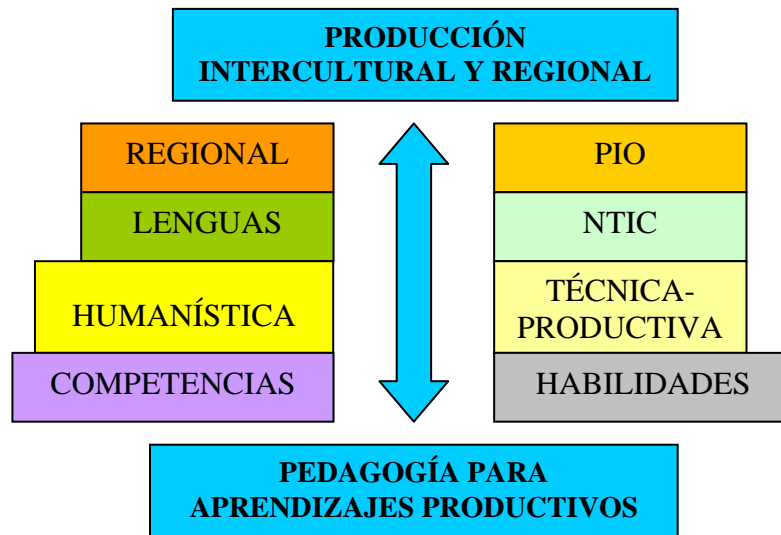 PRODUCCIÓN
INTERCULTURAL Y REGIONAL
REGIONAL
LENGUAS
HUMANÍSTICA
COMPETENCIAS
PIO
NTIC
TÉCNICA-
PRODUCTIVA
HABILIDADES
PEDAGOGÍA PARA
APRENDIZAJES PRODUCTIVOS